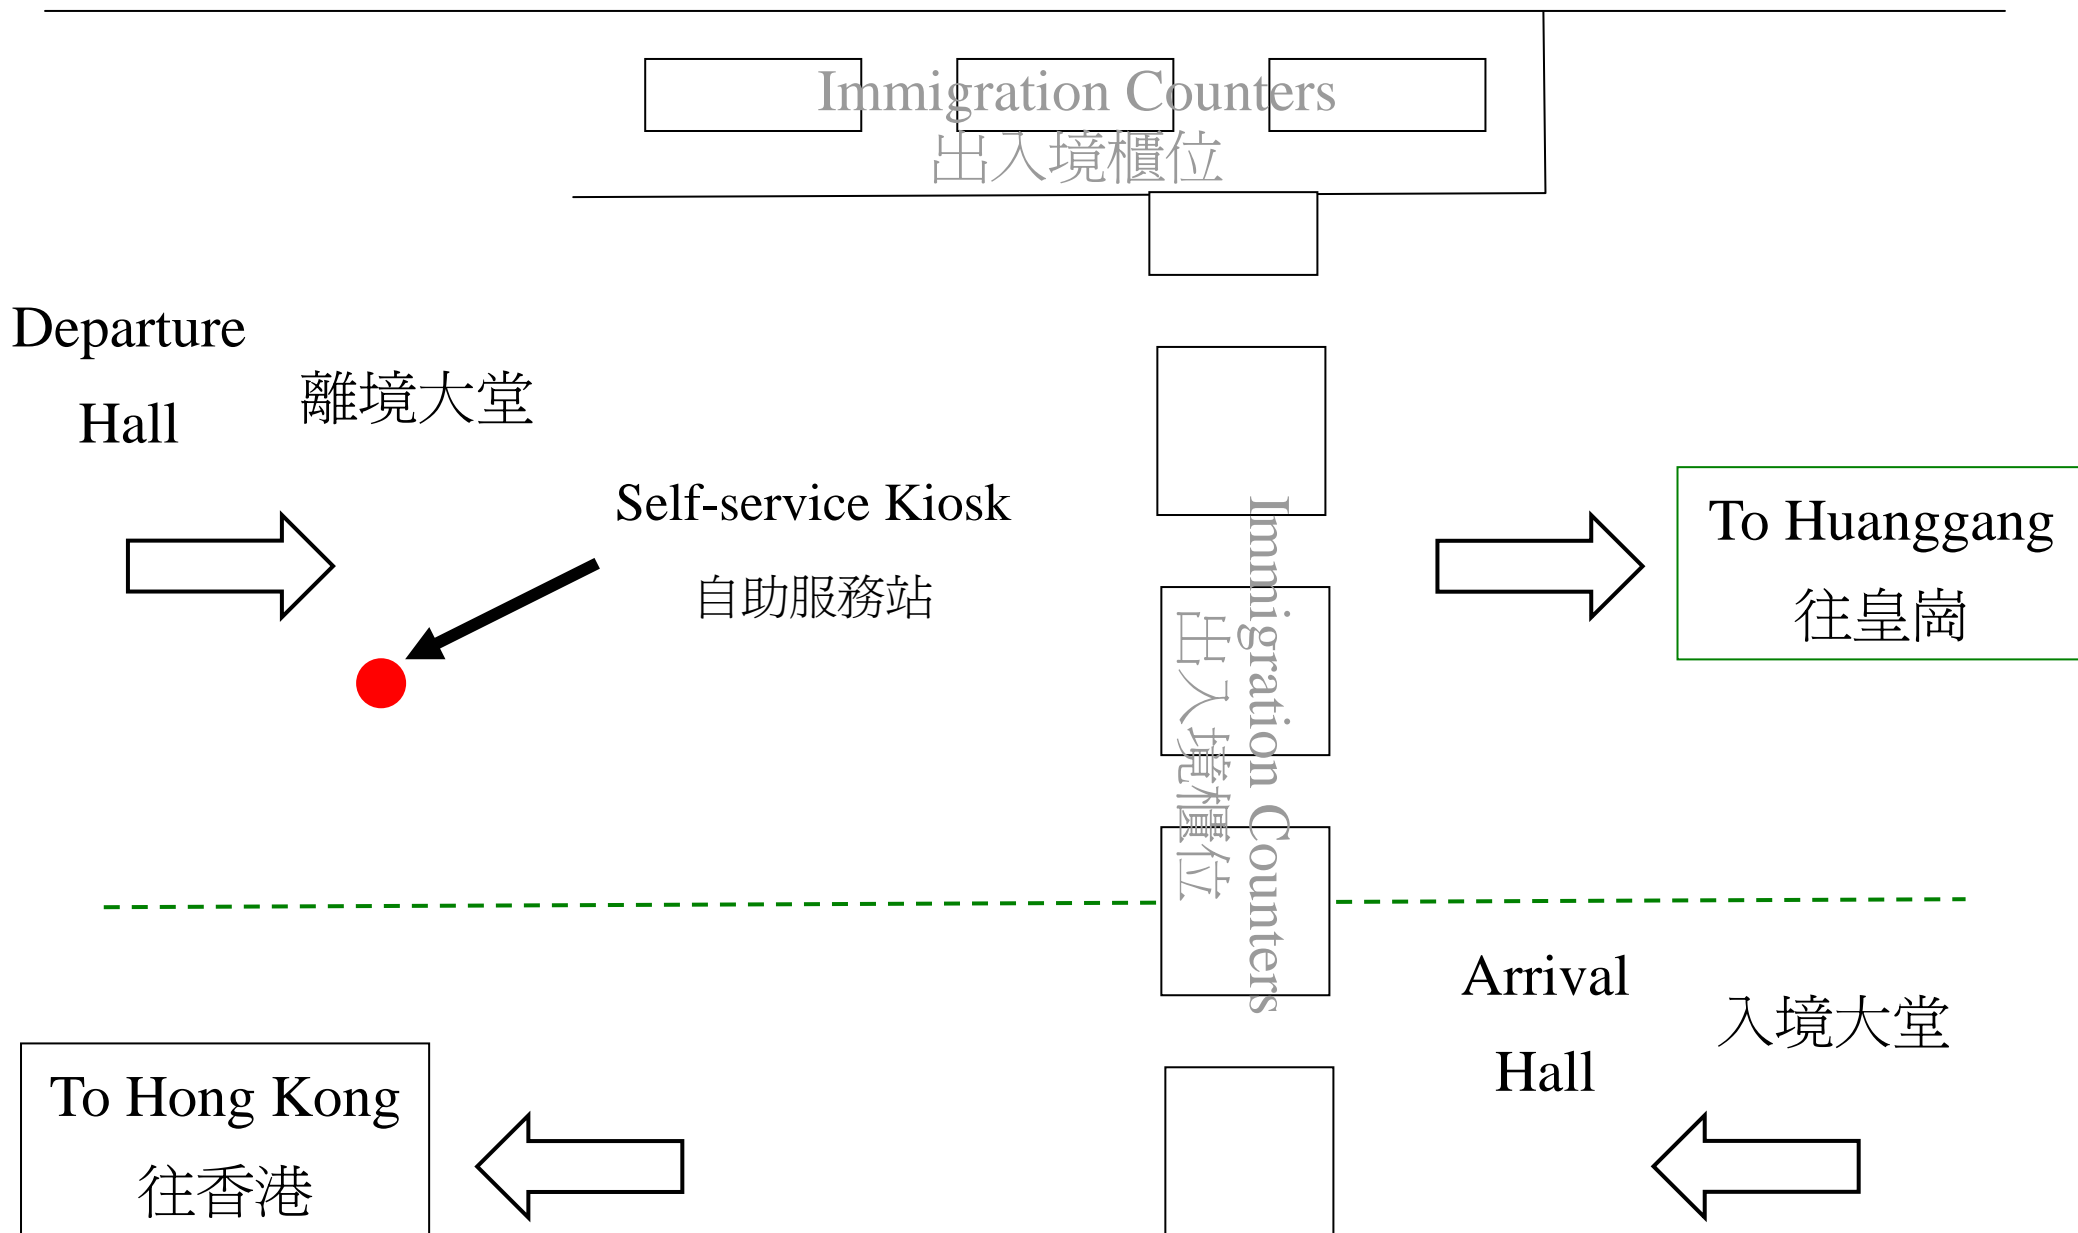 Immigration Counters
出入境櫃位
Departure
Hall
離境大堂
Self-service Kiosk
自助服務站
Immigration Counters
出入境櫃位
To Huanggang
往皇崗
Arrival
Hall
入境大堂
To Hong Kong
往香港